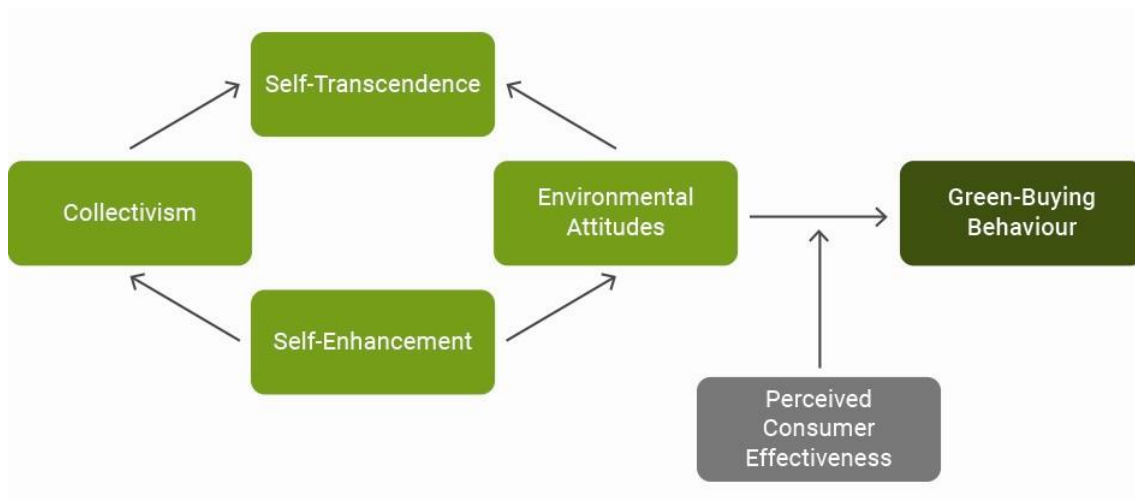 Self-Transcendence
Collectivism
Environmental
Attitudes
Green-Buying
Behaviour
Self-Enhancement
Perceived
Consumer
Effectiveness